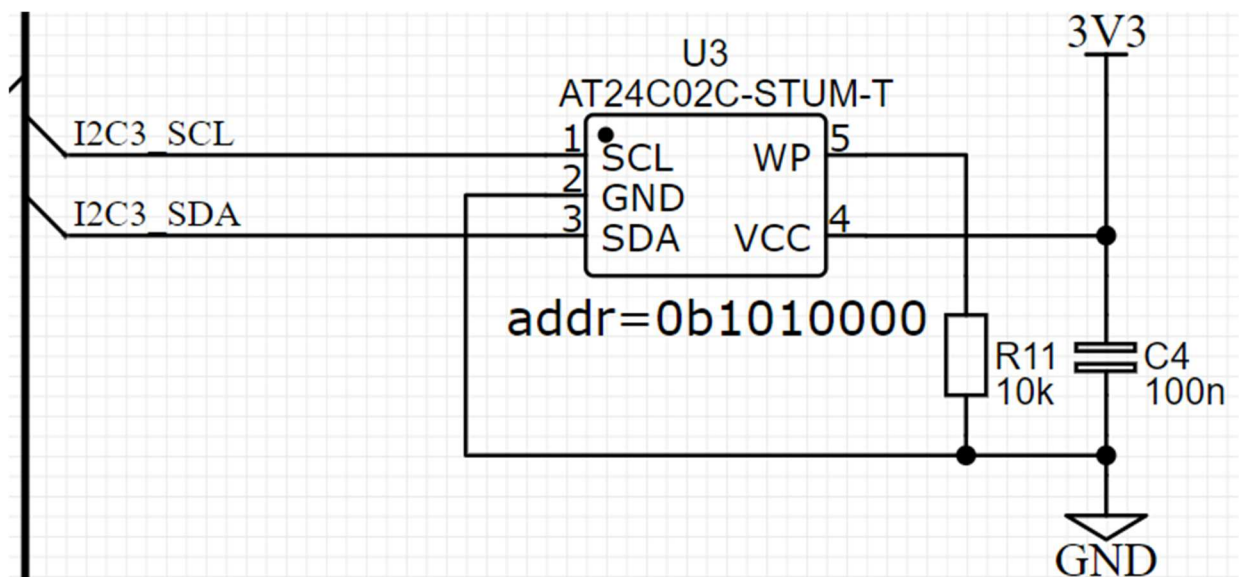 3V3
U3
AT24C02C-STUM-T
I2C3_SCL
1
5
SCL
WP
2
GND
I2C3_SDA
3
4
SDA
VCC
addr=0b1010000
R11
C4
10k
100n
GND